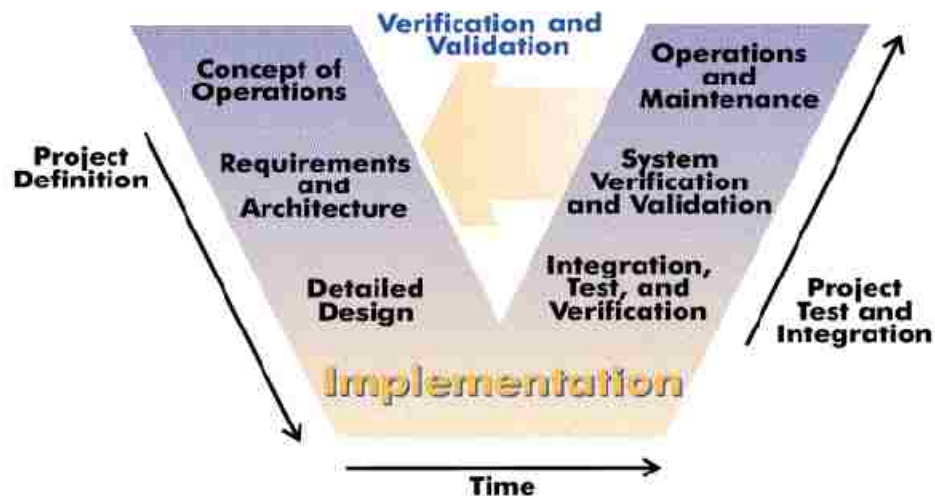 Verification and
Validation
Concept of
Operations
Operations
and
Maintenance
Project
Definition
Requirements
and
Architecture
System
Verification
and Validation
Detailed
Design
Integration,
Test, and
Verification
Project
Test and
Integration
Implementation
Time